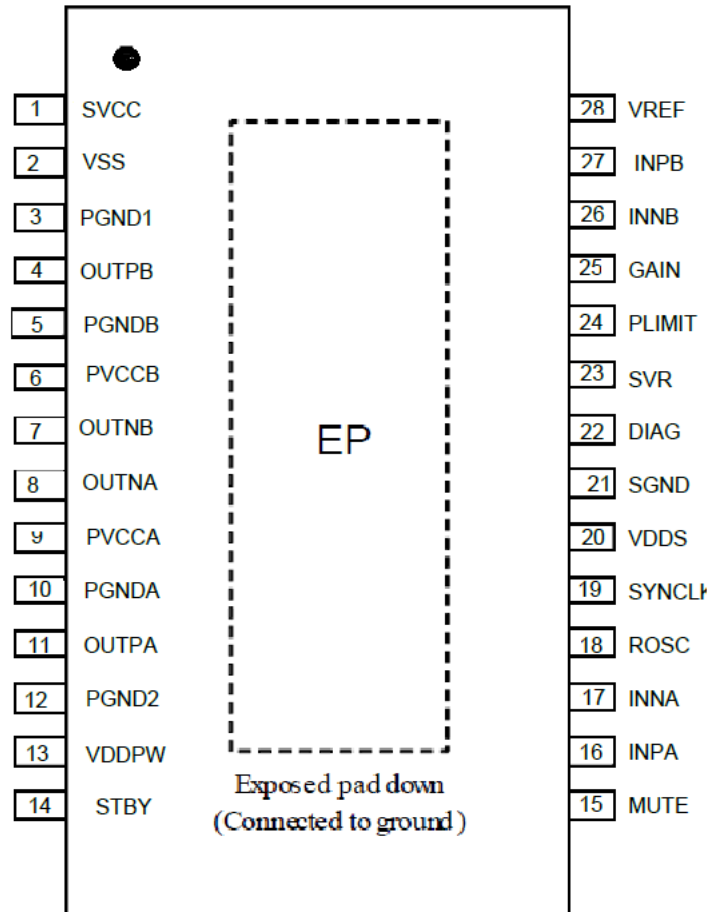 1 SVCC
2 VSS
3 PGND1
4 OUTPB
5 PGNDB
6 PVCCB
7 OUTNB
8 OUTNA
9 PVCCA
10 PGNDA
11 OUTPA
12 PGND2
13 VDDPW
14 STBY
EP
Exposed pad down
(Connected to ground)
28 VREF
27 INPB
26 INNB
25 GAIN
24 PLIMIT
23 SVR
22 DIAG
21 SGND
20 VDDS
19 SYNCLK
18 ROSC
17 INNA
16 INPA
15 MUTE